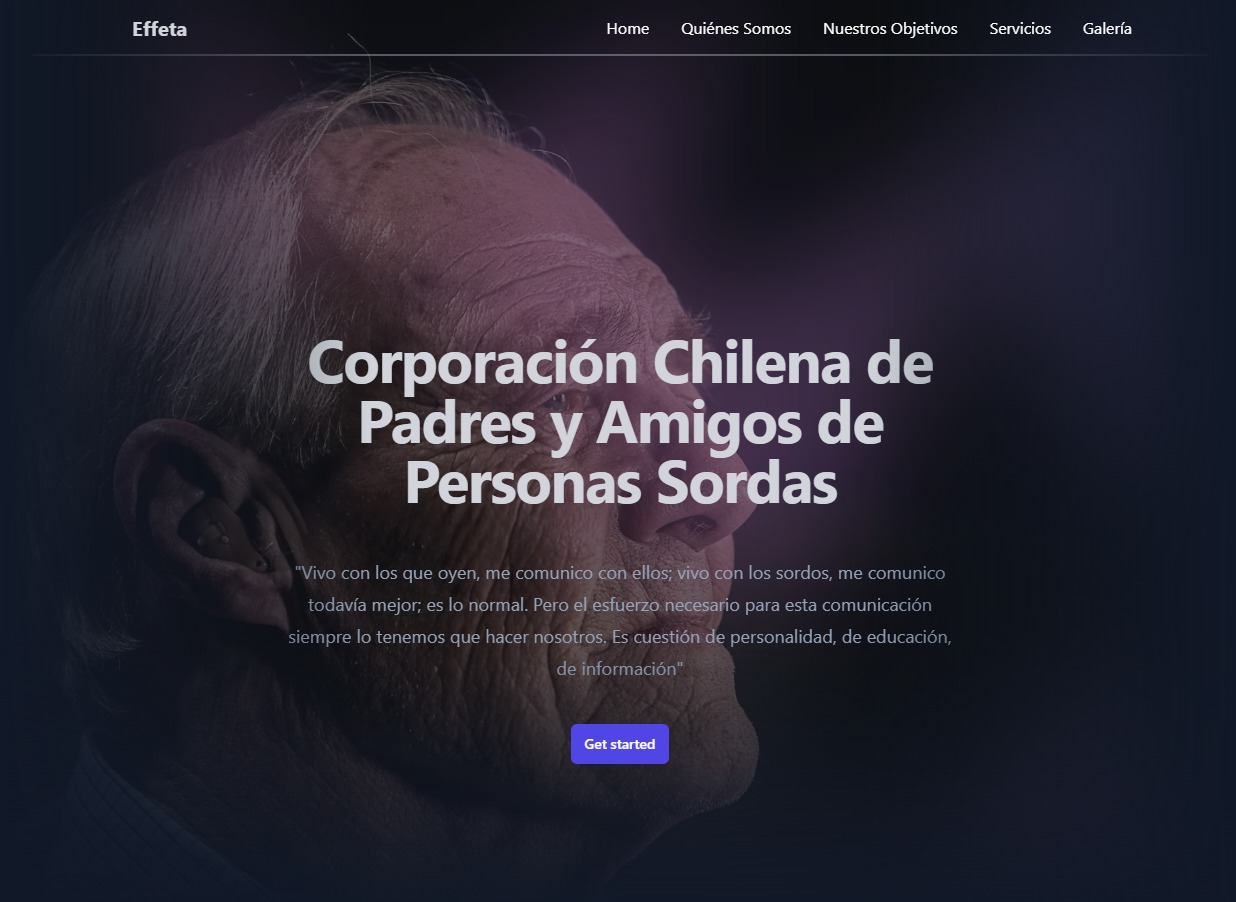 Effeta
Home
Quiénes Somos
Nuestros Objetivos
Servicios
Galería
Corporación Chilena de
Padres y Amigos de
Personas Sordas
"Vivo con los que oyen, me comunico con ellos; vivo con los sordos, me comunico
todavía mejor; es lo normal. Pero el esfuerzo necesario para esta comunicación
siempre lo tenemos que hacer nosotros. Es cuestión de personalidad, de educación,
de información"
Get started